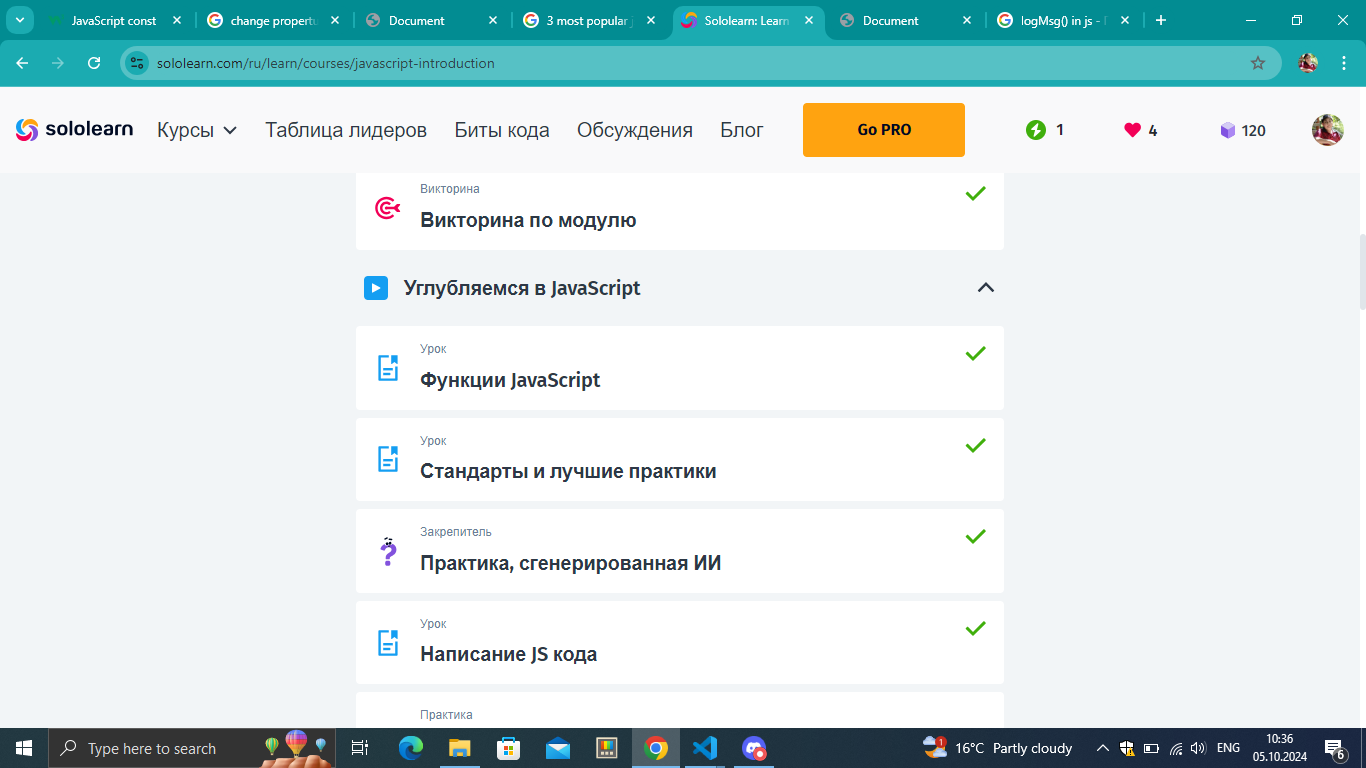 JavaScript const
change propertu
Document
3 most popular j
Sololearn: Learn
Document
logMsg() in js - П
sololearn.com/ru/learn/courses/javascript-introduction
sololearn
Курсы
Таблица лидеров
Биты кода
Обсуждения
Блог
Go PRO
1
4
120
Викторина
Викторина по модулю
Углубляемся в JavaScript
Урок
Функции JavaScript
Урок
Стандарты и лучшие практики
Закрепитель
Практика, сгенерированная ИИ
Урок
Написание JS кода
Практика
Type here to search
1
16°C Partly cloudy
ENG
10:36
05.10.2024
6